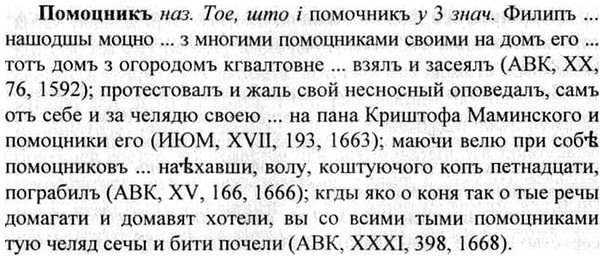 Помоцникъ наз. Тое, што і помочникъ у 3 знач. Филипъ ...
нашодшы моцно ... з многими помоцниками своими на домъ его ...
тотъ домъ з огородомъ кгвалтовне ... взялъ и засеялъ (АВК, XX,
76, 1592); протестовалъ и жаль свой несносный оповедалъ, самъ
отъ себе и за челядю своею ... на пана Криштофа Маминского и
помоцники его (ИЮМ, XVII, 193, 1663); маючи велю при собѣ
помоцниковъ ... наѣхавши, волу, коштуючого копъ петнадцати,
пограбилъ (АВК, XV, 166, 1666); кгды яко о коня так о тые речы
домагати и домавят хотели, вы со всими тыми помоцниками
тую челяд сечы и бити почели (АВК, XXXI, 398, 1668).